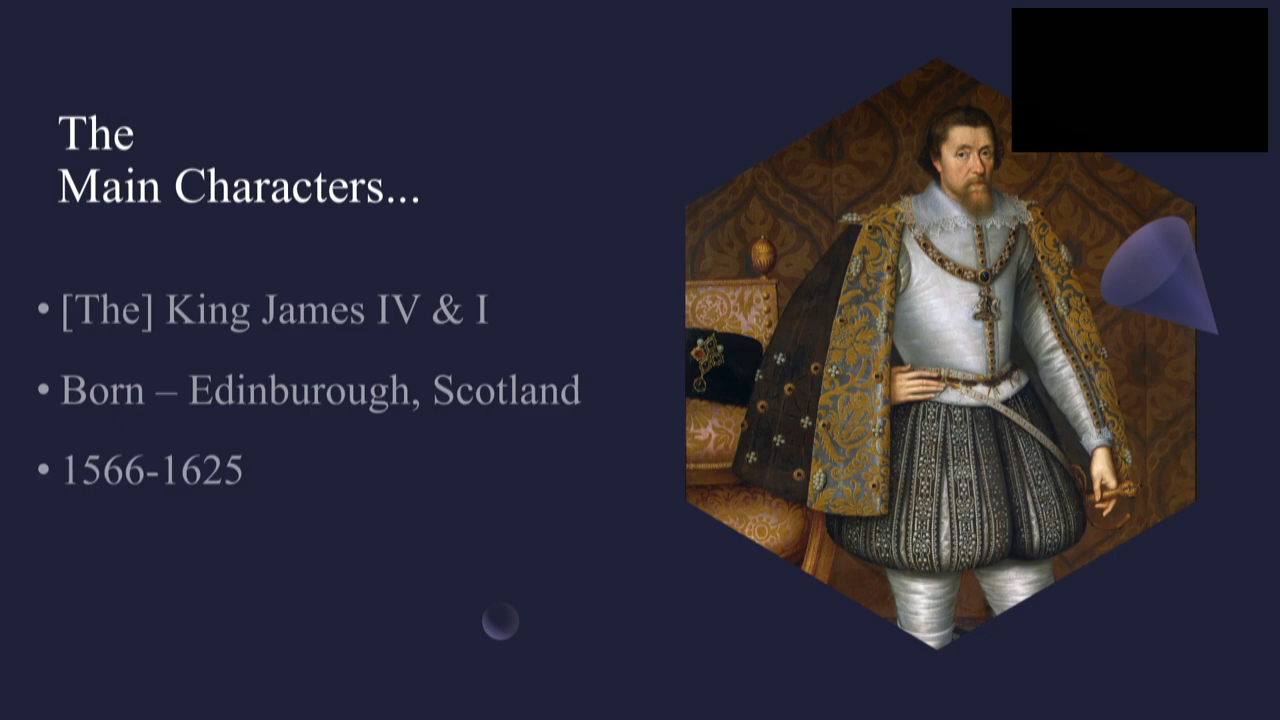 The
Main Characters...
• [The] King James IV & I
• Born – Edinburough, Scotland
• 1566-1625